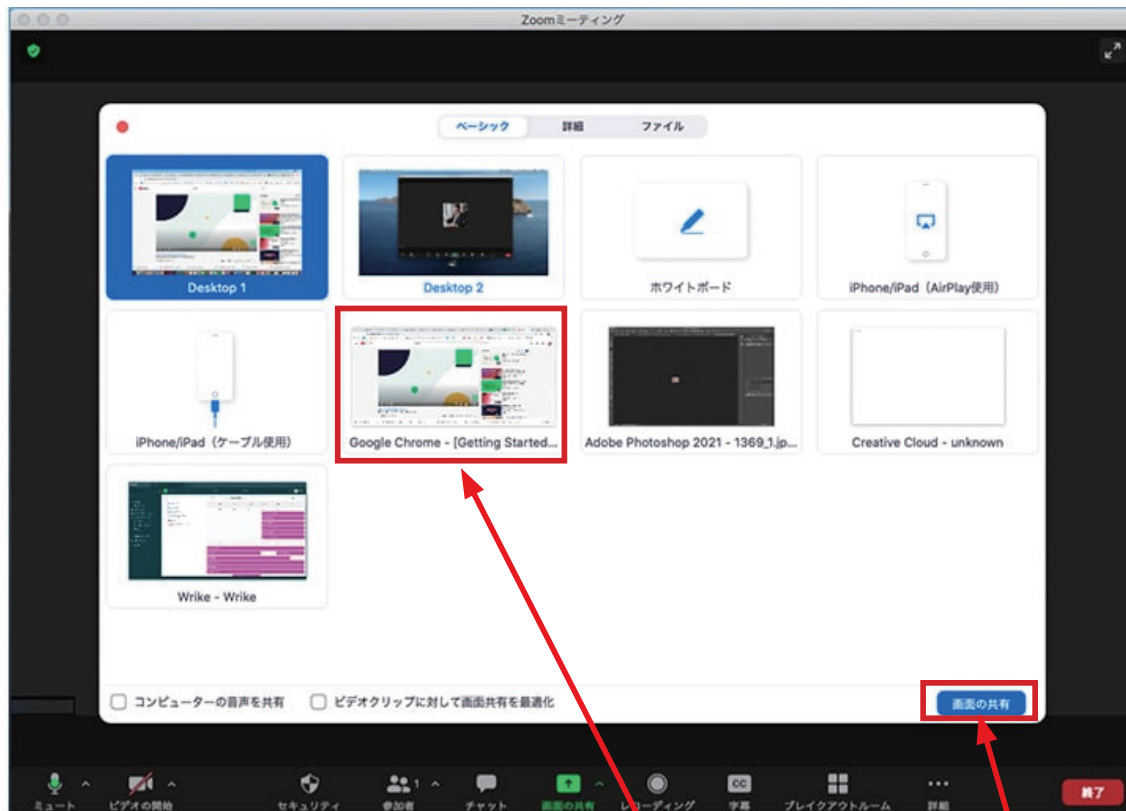 Zoomミーティング
ベーシック 詳細 ファイル
Desktop 1
Desktop 2
ホワイトボード
iPhone/iPad（AirPlay使用）
iPhone/iPad（ケーブル使用）
Google Chrome - [Getting Started...
Adobe Photoshop 2021 - 1369_1.jp...
Creative Cloud - unknown
Wrike - Wrike
コンピューターの音声を共有
ビデオクリップに対して画面共有を最適化
画面の共有
ミュート
ビデオの開始
セキュリティ
1
参加者
チャット
画面の共有
レコーディング
CC
字幕
ブレイクアウトルーム
詳細
終了